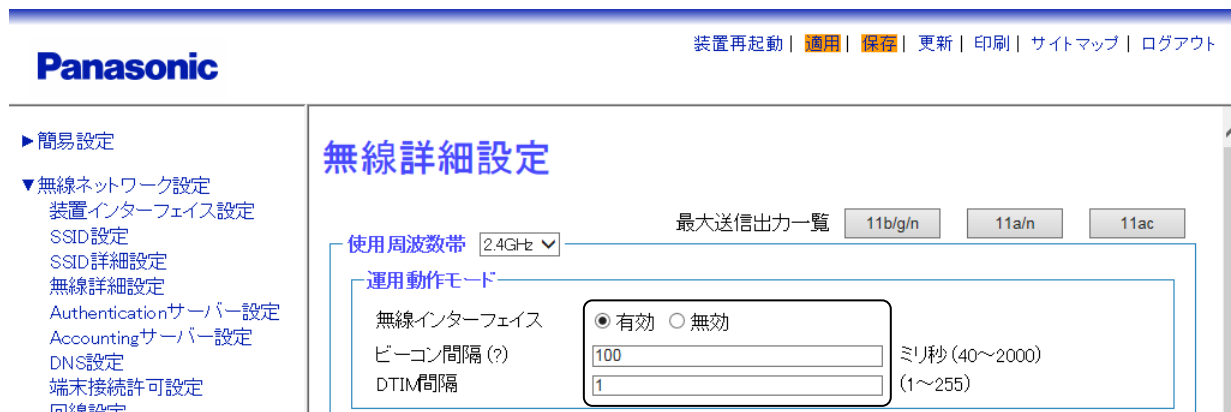 装置再起動| 適用| 保存| 更新| 印刷| サイトマップ| ログアウト
Panasonic
▶簡易設定
▼無線ネットワーク設定
装置インターフェイス設定
SSID設定
SSID詳細設定
無線詳細設定
Authenticationサーバー設定
Accountingサーバー設定
DNS設定
端末接続許可設定
無線詳細設定
最大送信出力一覧 11b/g/n 11a/n 11ac
使用周波数帯 2.4GHz
運用動作モード
無線インターフェイス 有効 無効
ビーコン間隔(?) 100 ミリ秒(40～2000)
DTIM間隔 1 (1～255)